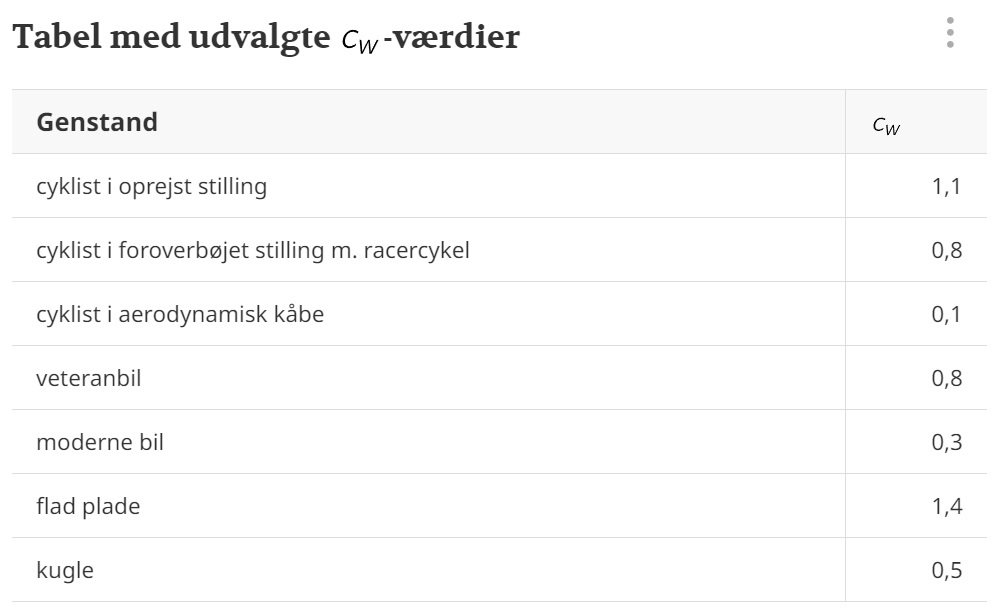 Tabel med udvalgte c_W-værdier
Genstand c_W
cyklist i oprejst stilling 1,1
cyklist i foroverbøjet stilling m. racercykel 0,8
cyklist i aerodynamisk kåbe 0,1
veteranbil 0,8
moderne bil 0,3
flad plade 1,4
kugle 0,5